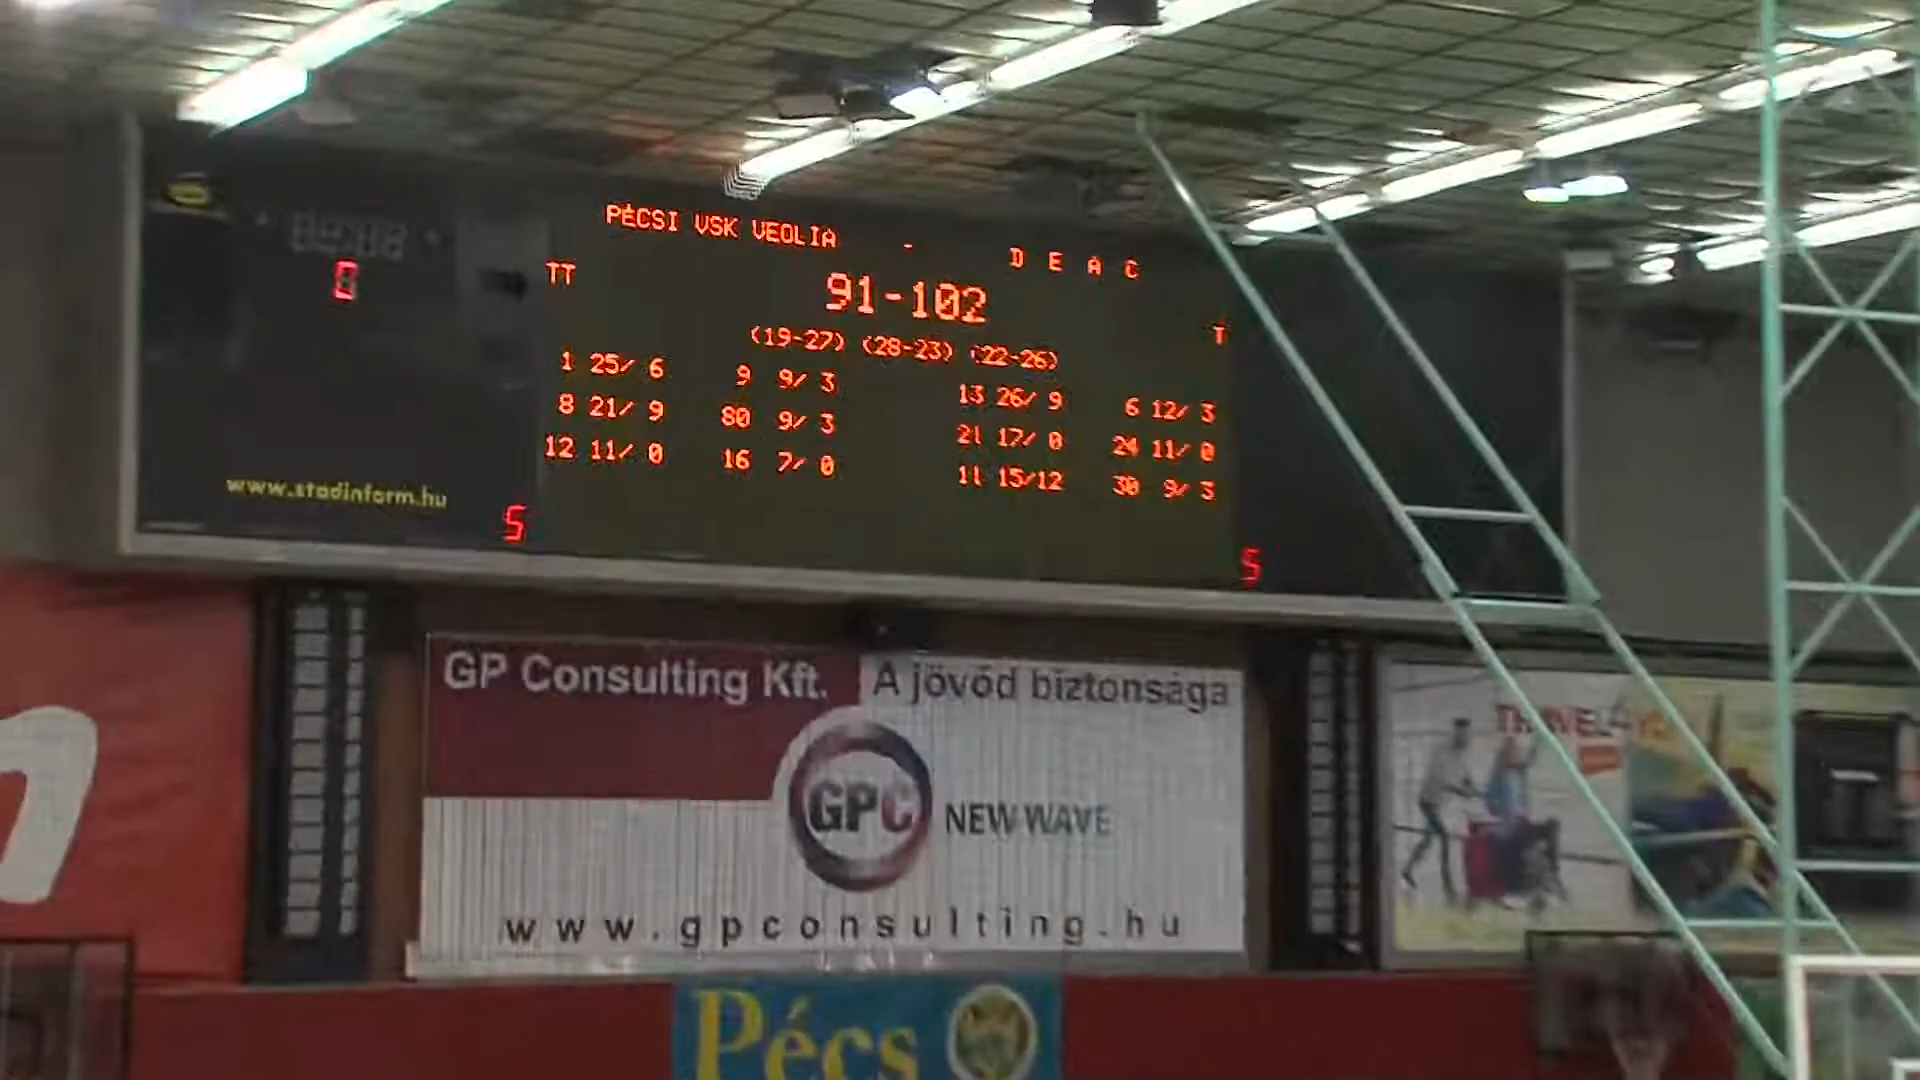 PÉCSI VSK VEOLIA - D E A C
0
TT
91-102
T
(19-27) (28-23) (22-26)
1 25/ 6 9 9/ 3 13 26/ 9 6 12/ 3
8 21/ 9 80 9/ 3 21 17/ 0 24 11/ 0
12 11/ 0 16 7/ 0 11 15/12 30 9/ 3
www.stadinform.hu
5 5
GP Consulting Kft. A jövőd biztonsága
GPC NEW WAVE
www.gpconsulting.hu
Pécs